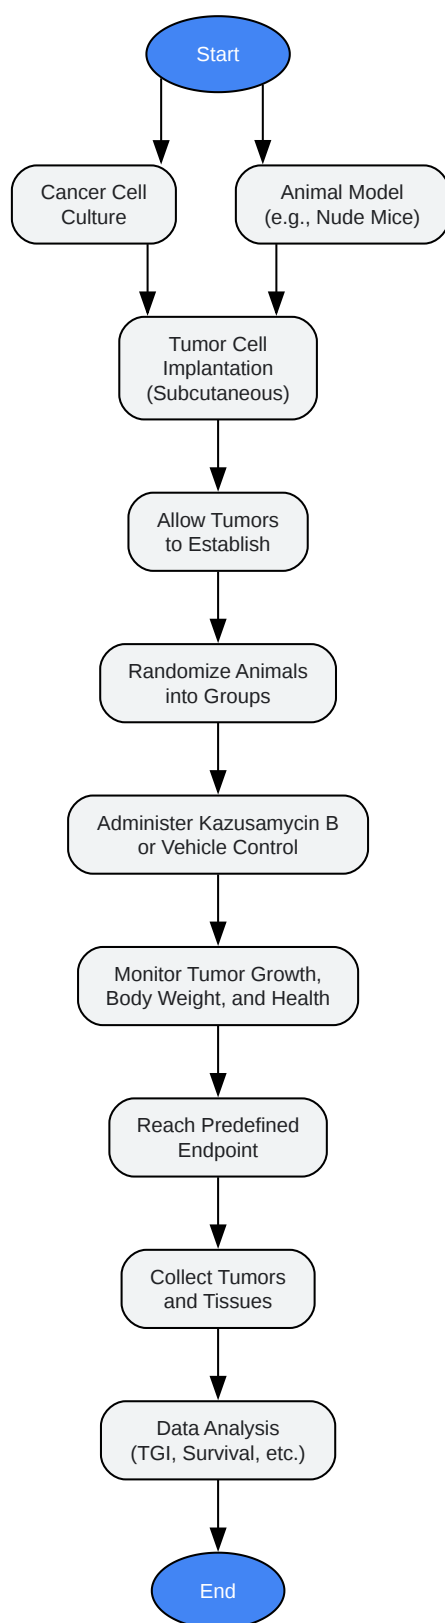 Start
Cancer Cell
Culture
Animal Model
(e.g., Nude Mice)
Tumor Cell
Implantation
(Subcutaneous)
Allow Tumors
to Establish
Randomize Animals
into Groups
Administer Kazusamycin B
or Vehicle Control
Monitor Tumor Growth,
Body Weight, and Health
Reach Predefined
Endpoint
Collect Tumors
and Tissues
Data Analysis
(TGI, Survival, etc.)
End